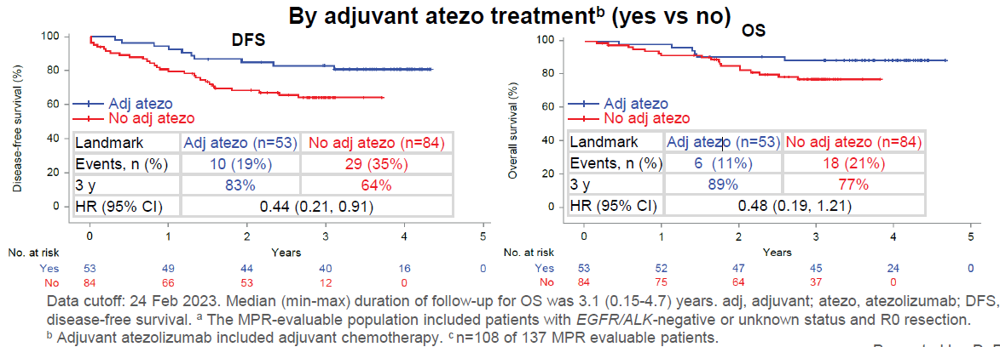 By adjuvant atezo treatmentᵇ (yes vs no)
DFS
Disease-free survival (%)
100
80
60
40
20
0
Adj atezo
No adj atezo
Landmark Adj atezo (n=53) No adj atezo (n=84)
Events, n (%) 10 (19%) 29 (35%)
3 y 83% 64%
HR (95% CI) 0.44 (0.21, 0.91)
0 1 2 3 4 5
No. at risk Years
Yes 53 49 44 40 16 0
No 84 66 53 12 0
OS
Overall survival (%)
100
80
60
40
20
0
Adj atezo
No adj atezo
Landmark Adj atezo (n=53) No adj atezo (n=84)
Events, n (%) 6 (11%) 18 (21%)
3 y 89% 77%
HR (95% CI) 0.48 (0.19, 1.21)
0 1 2 3 4 5
No. at risk Years
Yes 53 52 47 45 24 0
No 84 75 64 37 0
Data cutoff: 24 Feb 2023. Median (min-max) duration of follow-up for OS was 3.1 (0.15-4.7) years. adj, adjuvant; atezo, atezolizumab; DFS,
disease-free survival. ᵃ The MPR-evaluable population included patients with EGFR/ALK-negative or unknown status and R0 resection.
ᵇ Adjuvant atezolizumab included adjuvant chemotherapy. ᶜ n=108 of 137 MPR evaluable patients.